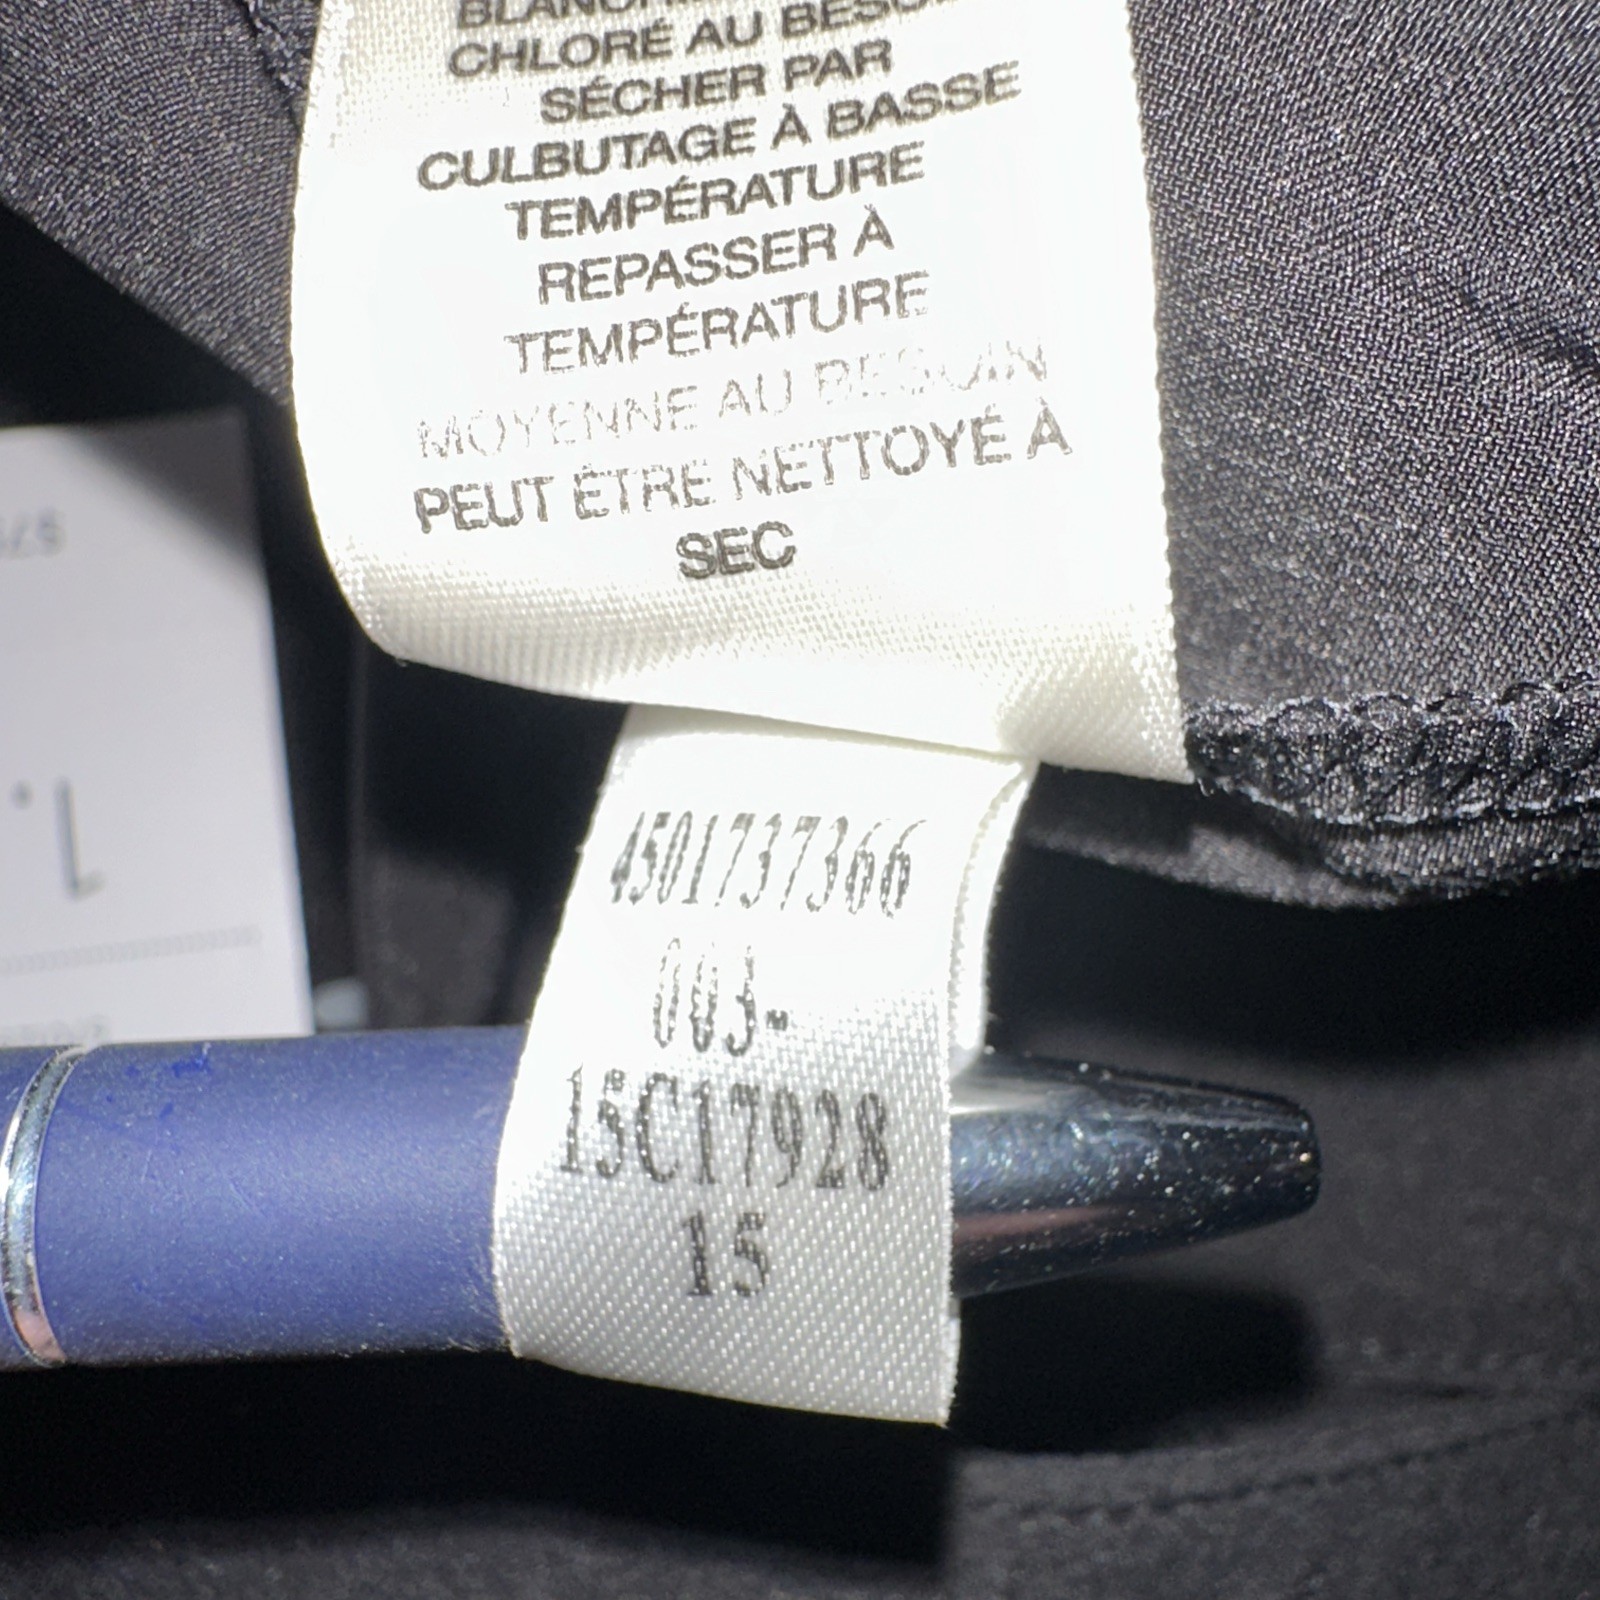 CHLORÉ AU BESOIN
SÉCHER PAR
CULBUTAGE À BASSE
TEMPÉRATURE
REPASSER À
TEMPÉRATURE
MOYENNE AU BESOIN
PEUT ÊTRE NETTOYÉ À
SEC
4501737366
003-
15C17928
15